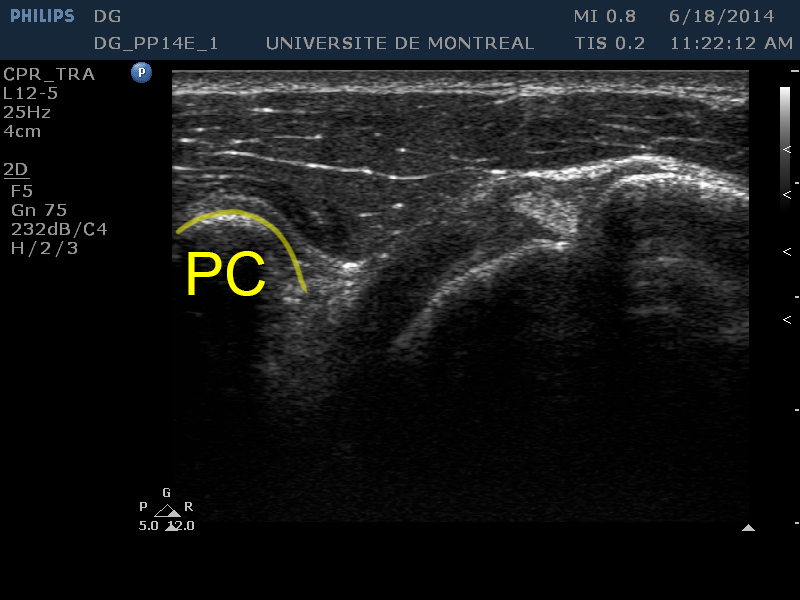 PHILIPS DG MI 0.8 6/18/2014
DG_PP14E_1 UNIVERSITE DE MONTREAL TIS 0.2 11:22:12 AM
CPR_TRA P
L12-5
25Hz
4cm
2D
F5
Gn 75
232dB/C4
H/2/3
PC
G
P R
5.0 12.0